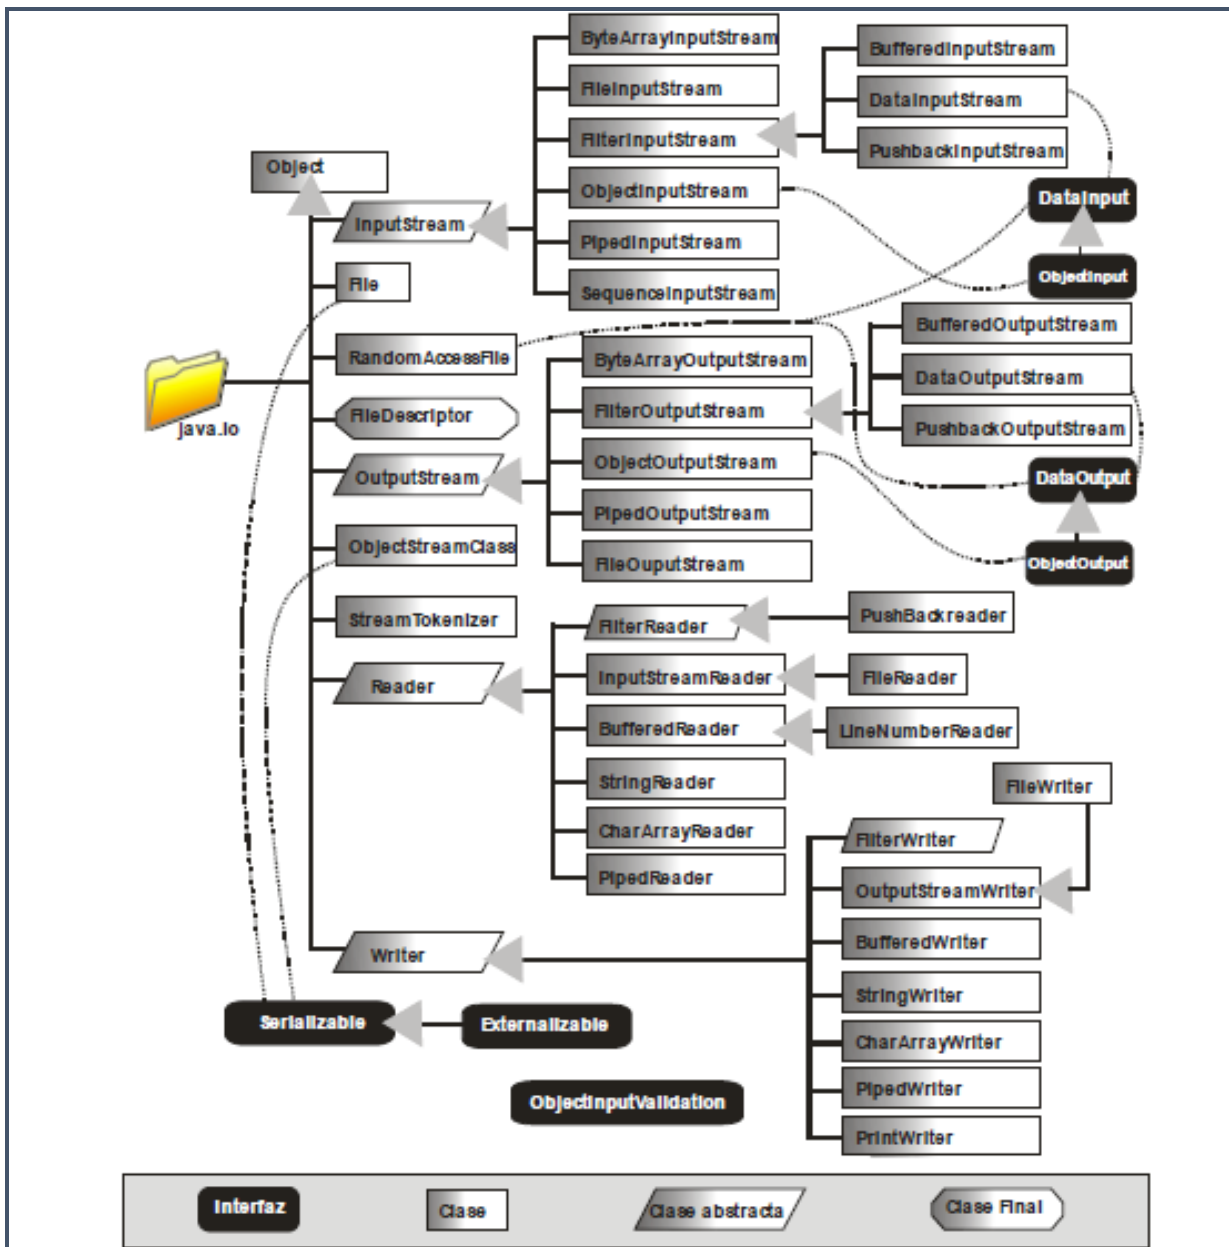 ByteArrayInputStream
FileInputStream
FilterInputStream
ObjectInputStream
PipedInputStream
SequenceInputStream
BufferedInputStream
DataInputStream
PushbackInputStream
DataInput
ObjectInput
Object
InputStream
File
RandomAccessFile
FileDescriptor
OutputStream
ObjectStreamClass
StreamTokenizer
Reader
Writer
java.io
ByteArrayOutputStream
FilterOutputStream
ObjectOutputStream
PipedOutputStream
FileOuputStream
BufferedOutputStream
DataOutputStream
PushbackOutputStream
DataOutput
ObjectOutput
FilterReader
InputStreamReader
BufferedReader
StringReader
CharArrayReader
PipedReader
PushBackreader
FileReader
LineNumberReader
FileWriter
FilterWriter
OutputStreamWriter
BufferedWriter
StringWriter
CharArrayWriter
PipedWriter
PrintWriter
Serializable
Externalizable
ObjectInputValidation
Interfaz
Clase
Clase abstracta
Clase Final